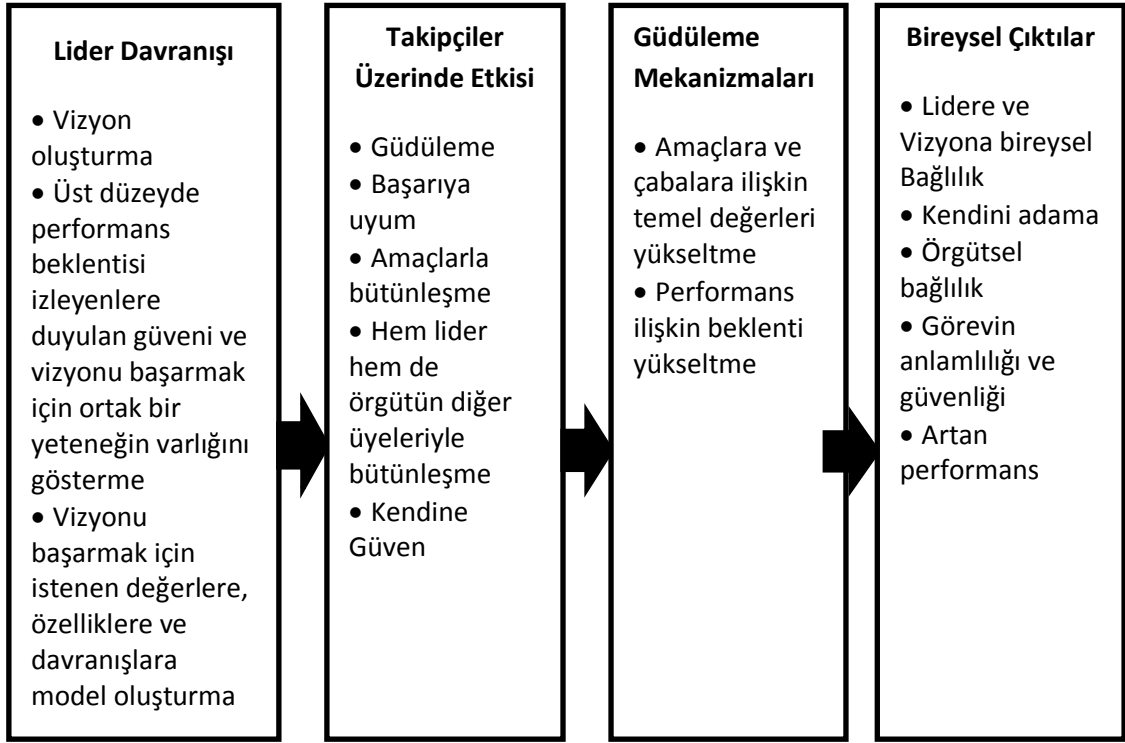 Lider Davranışı
• Vizyon
oluşturma
• Üst düzeyde
performans
beklentisi
izleyenlere
duyulan güveni ve
vizyonu başarmak
için ortak bir
yeteneğin varlığını
gösterme
• Vizyonu
başarmak için
istenen değerlere,
özelliklere ve
davranışlara
model oluşturma
Takipçiler
Üzerinde Etkisi
• Güdüleme
• Başarıya
uyum
• Amaçlarla
bütünleşme
• Hem lider
hem de
örgütün diğer
üyeleriyle
bütünleşme
• Kendine
Güven
Güdüleme
Mekanizmaları
• Amaçlara ve
çabalara ilişkin
temel değerleri
yükseltme
• Performans
ilişkin beklenti
yükseltme
Bireysel Çıktılar
• Lidere ve
Vizyona bireysel
Bağlılık
• Kendini adama
• Örgütsel
bağlılık
• Görevin
anlamlılığı ve
güvenliği
• Artan
performans